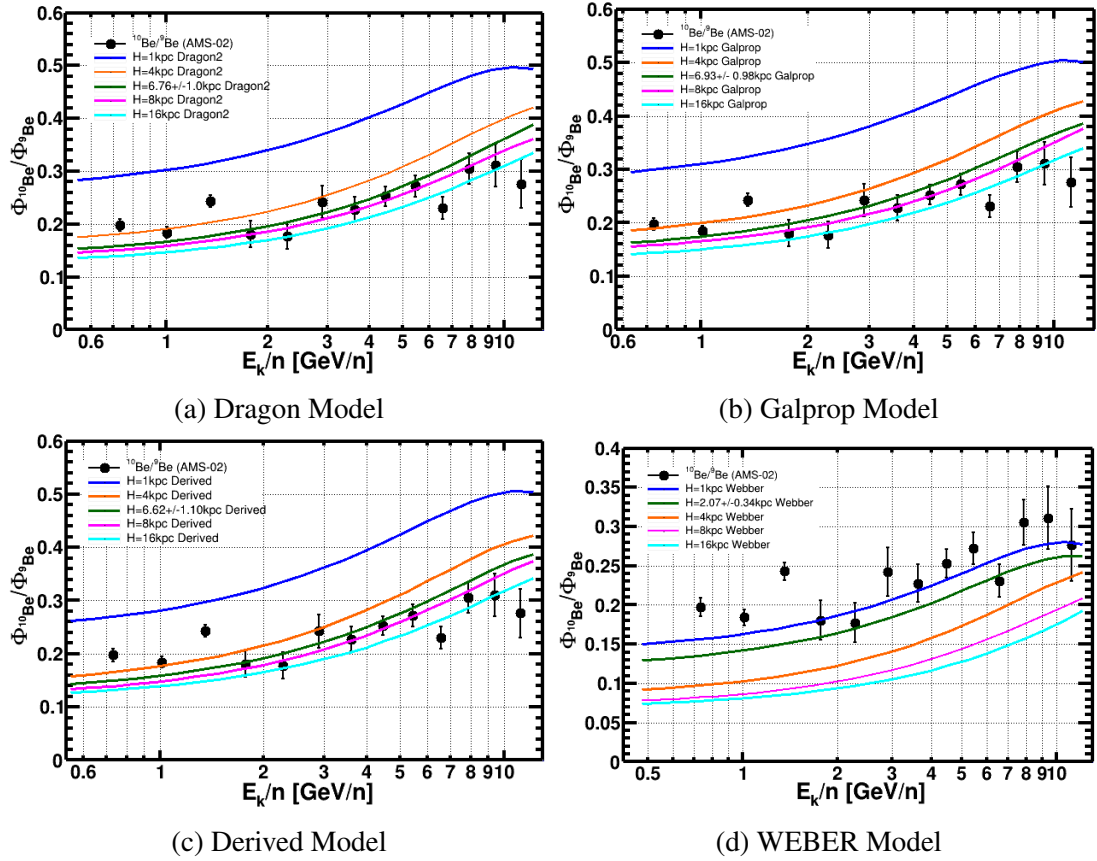 0.6
0.5
0.4
0.3
0.2
0.1
0
Φ10Be/Φ9Be
10Be/9Be (AMS-02)
H=1kpc Dragon2
H=4kpc Dragon2
H=6.76+/-1.0kpc Dragon2
H=8kpc Dragon2
H=16kpc Dragon2
0.6 1 2 3 4 5 6 7 8 910
Ek/n [GeV/n]
(a) Dragon Model
0.6
0.5
0.4
0.3
0.2
0.1
0
Φ10Be/Φ9Be
10Be/9Be (AMS-02)
H=1kpc Galprop
H=4kpc Galprop
H=6.93+/- 0.98kpc Galprop
H=8kpc Galprop
H=16kpc Galprop
0.6 1 2 3 4 5 6 7 8 910
Ek/n [GeV/n]
(b) Galprop Model
0.6
0.5
0.4
0.3
0.2
0.1
0
Φ10Be/Φ9Be
10Be/9Be (AMS-02)
H=1kpc Derived
H=4kpc Derived
H=6.62+/-1.10kpc Derived
H=8kpc Derived
H=16kpc Derived
0.6 1 2 3 4 5 6 7 8 910
Ek/n [GeV/n]
(c) Derived Model
0.4
0.35
0.3
0.25
0.2
0.15
0.1
0.05
0
Φ10Be/Φ9Be
10Be/9Be (AMS-02)
H=1kpc Webber
H=2.07+/-0.34kpc Webber
H=4kpc Webber
H=8kpc Webber
H=16kpc Webber
0.5 1 2 3 4 5 6 7 8 910
Ek/n [GeV/n]
(d) WEBER Model